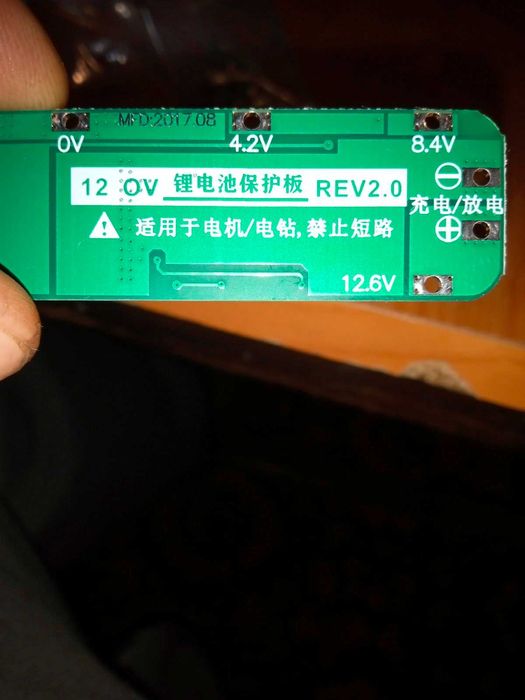 MFD:2017.08
0V 4.2V 8.4V
12 0V 锂电池保护板 REV2.0
充电/放电
适用于电机/电钻,禁止短路
12.6V